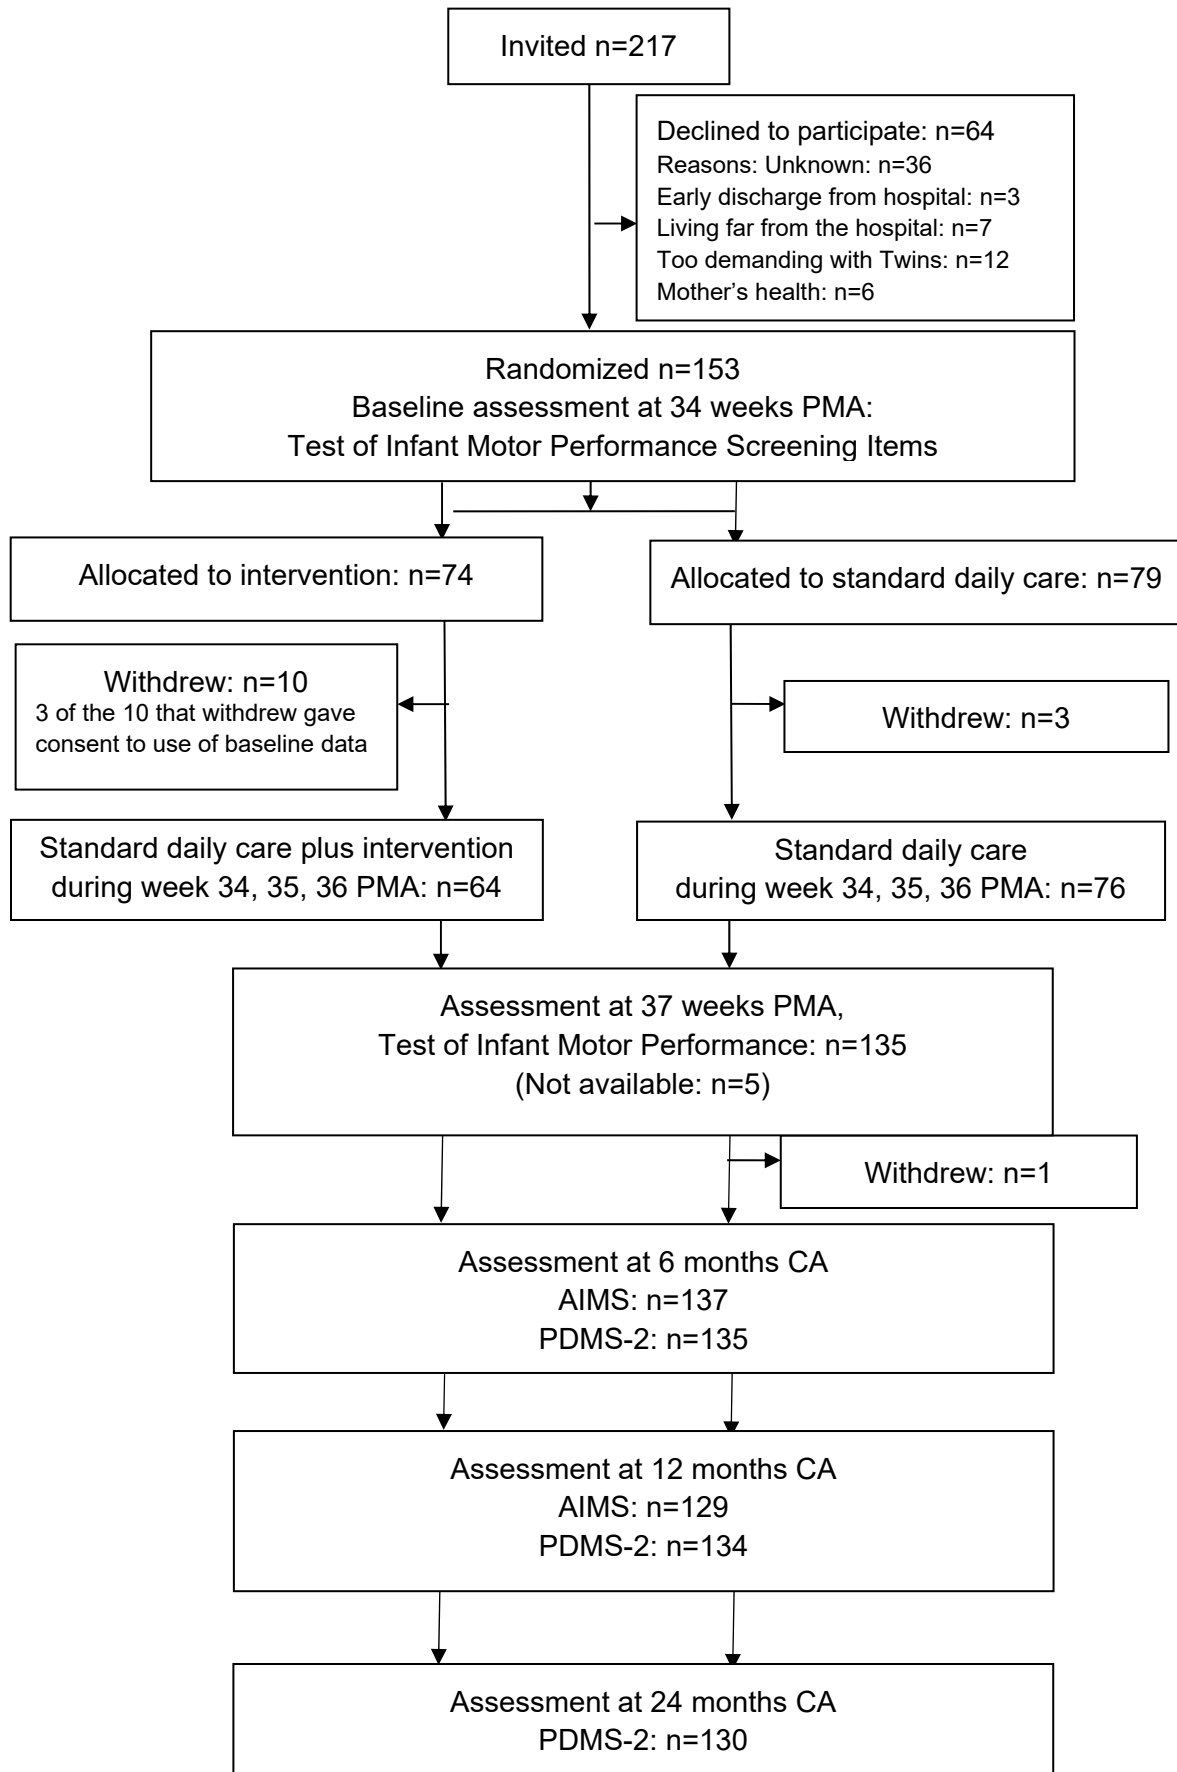 Invited n=217
Declined to participate: n=64
Reasons: Unknown: n=36
Early discharge from hospital: n=3
Living far from the hospital: n=7
Too demanding with Twins: n=12
Mother’s health: n=6
Randomized n=153
Baseline assessment at 34 weeks PMA:
Test of Infant Motor Performance Screening Items
Allocated to intervention: n=74
Allocated to standard daily care: n=79
Withdrew: n=10
3 of the 10 that withdrew gave
consent to use of baseline data
Withdrew: n=3
Standard daily care plus intervention
during week 34, 35, 36 PMA: n=64
Standard daily care
during week 34, 35, 36 PMA: n=76
Assessment at 37 weeks PMA,
Test of Infant Motor Performance: n=135
(Not available: n=5)
Withdrew: n=1
Assessment at 6 months CA
AIMS: n=137
PDMS-2: n=135
Assessment at 12 months CA
AIMS: n=129
PDMS-2: n=134
Assessment at 24 months CA
PDMS-2: n=130